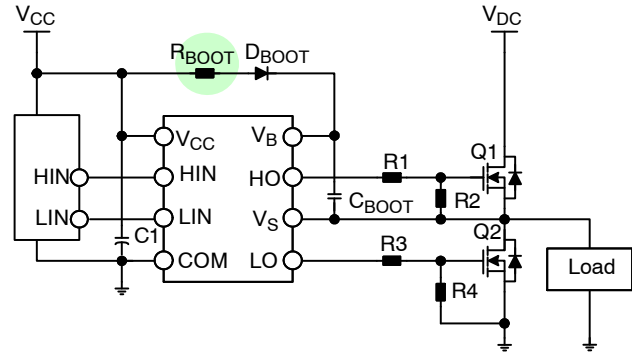 VCC
VDC
RBOOT
DBOOT
VCC
VB
Q1
HIN
HIN
HO
R1
R2
LIN
LIN
VS
CBOOT
C1
Q2
R3
COM
LO
Load
R4